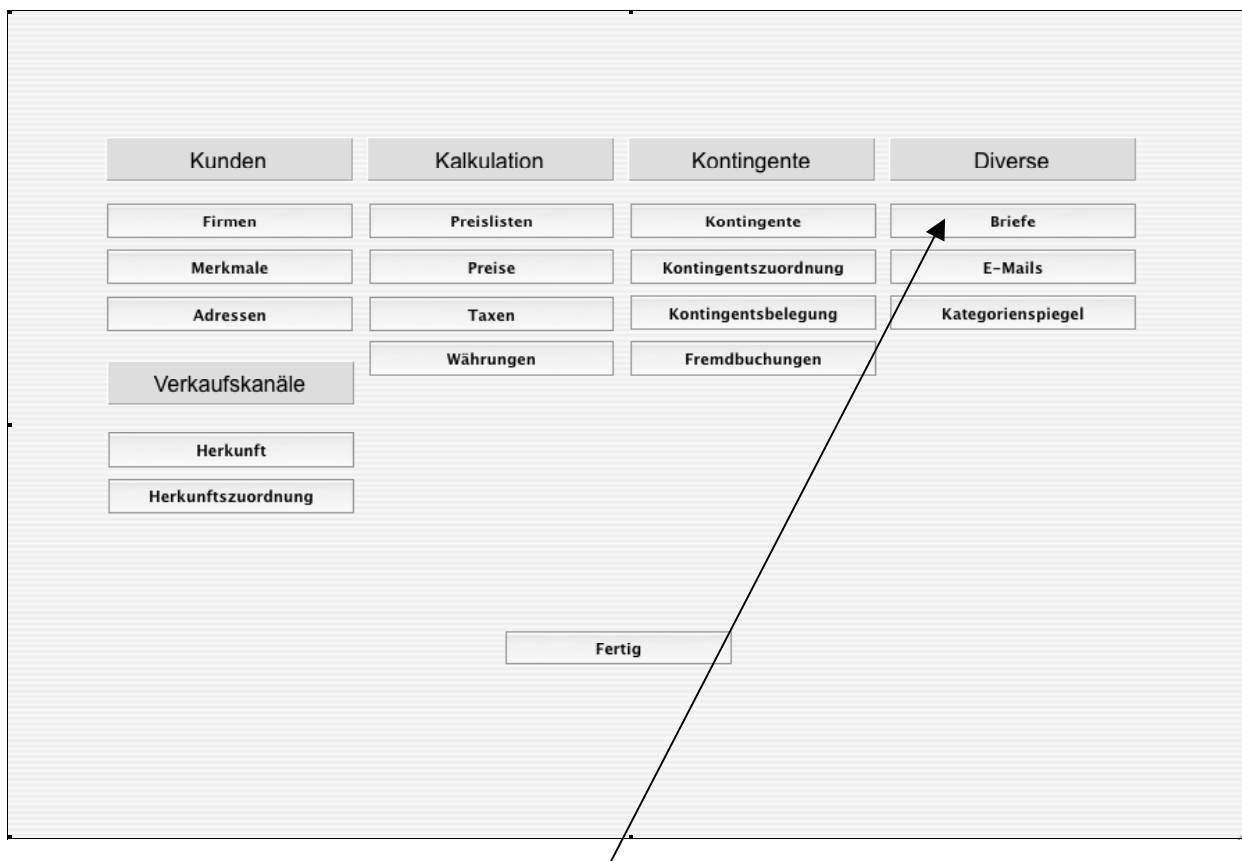 Kunden Kalkulation Kontingente Diverse
Firmen Preislisten Kontingente Briefe
Merkmale Preise Kontingentszuordnung E-Mails
Adressen Taxen Kontingentsbelegung Kategorienspiegel
Währungen Fremdbuchungen
Verkaufskanäle
Herkunft
Herkunftszuordnung
Fertig